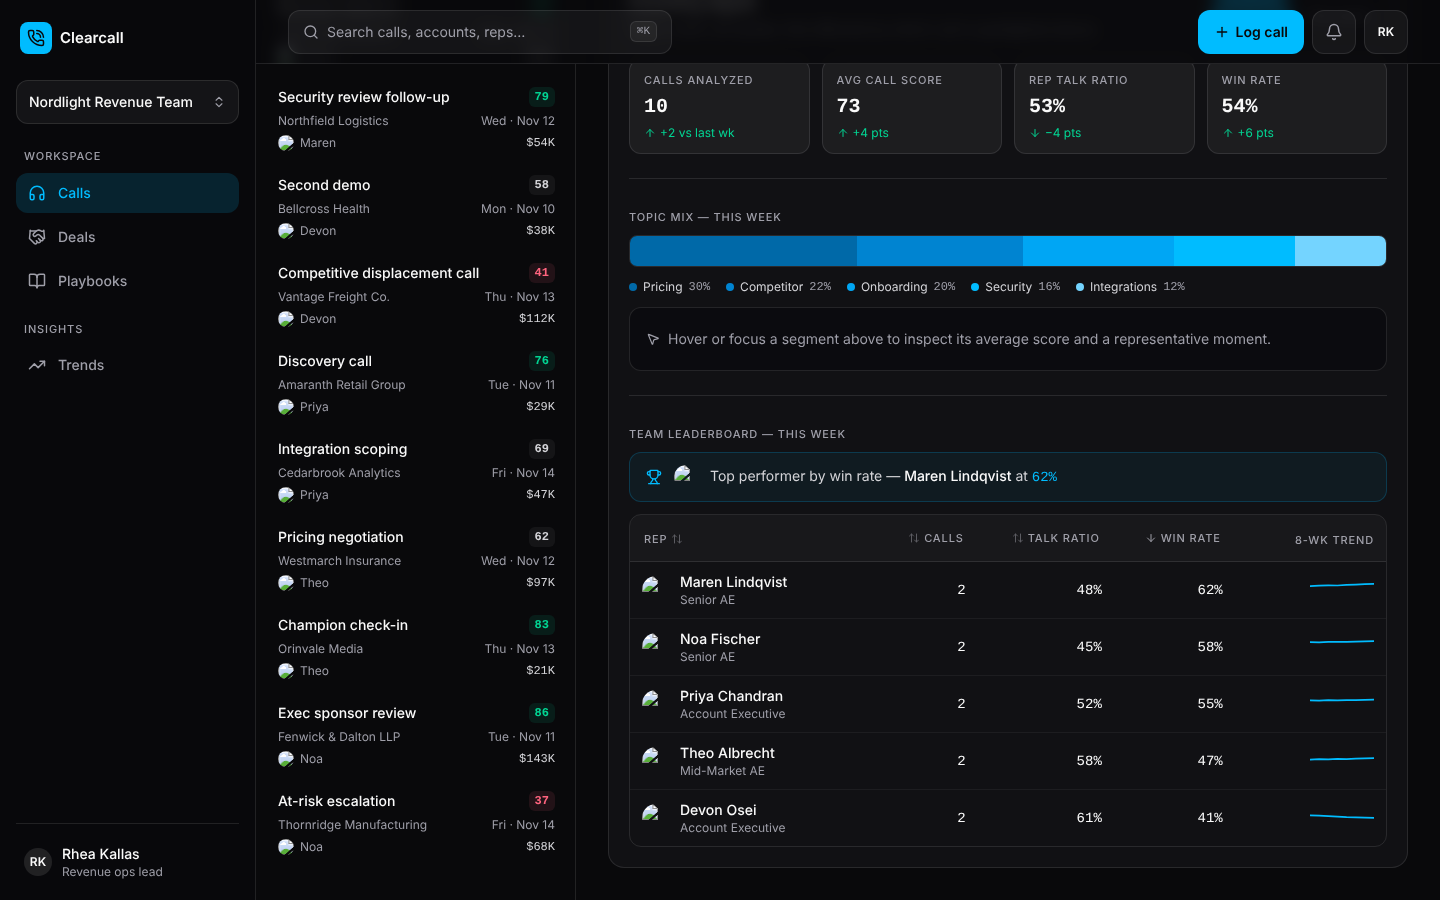 Clearcall
Search calls, accounts, reps...
⌘K
+ Log call
RK
Nordlight Revenue Team
WORKSPACE
Calls
Deals
Playbooks
INSIGHTS
Trends
RK
Rhea Kallas
Revenue ops lead
Security review follow-up 79
Northfield Logistics Wed · Nov 12
Maren $54K
Second demo 58
Bellcross Health Mon · Nov 10
Devon $38K
Competitive displacement call 41
Vantage Freight Co. Thu · Nov 13
Devon $112K
Discovery call 76
Amaranth Retail Group Tue · Nov 11
Priya $29K
Integration scoping 69
Cedarbrook Analytics Fri · Nov 14
Priya $47K
Pricing negotiation 62
Westmarch Insurance Wed · Nov 12
Theo $97K
Champion check-in 83
Orinvale Media Thu · Nov 13
Theo $21K
Exec sponsor review 86
Fenwick & Dalton LLP Tue · Nov 11
Noa $143K
At-risk escalation 37
Thornridge Manufacturing Fri · Nov 14
Noa $68K
CALLS ANALYZED
10
↑ +2 vs last wk
AVG CALL SCORE
73
↑ +4 pts
REP TALK RATIO
53%
↓ −4 pts
WIN RATE
54%
↑ +6 pts
TOPIC MIX — THIS WEEK
Pricing 30% Competitor 22% Onboarding 20% Security 16% Integrations 12%
Hover or focus a segment above to inspect its average score and a representative moment.
TEAM LEADERBOARD — THIS WEEK
Top performer by win rate — Maren Lindqvist at 62%
REP ↑↓ ↑↓ CALLS ↑↓ TALK RATIO ↓ WIN RATE 8-WK TREND
Maren Lindqvist
Senior AE
2 48% 62%
Noa Fischer
Senior AE
2 45% 58%
Priya Chandran
Account Executive
2 52% 55%
Theo Albrecht
Mid-Market AE
2 58% 47%
Devon Osei
Account Executive
2 61% 41%